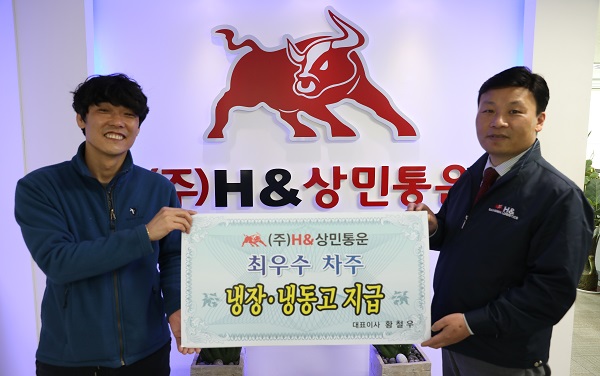 (주)H&상민통운
(주)H&상민통운
최우수 차주
냉장·냉동고 지급
대표이사 황철우
H&